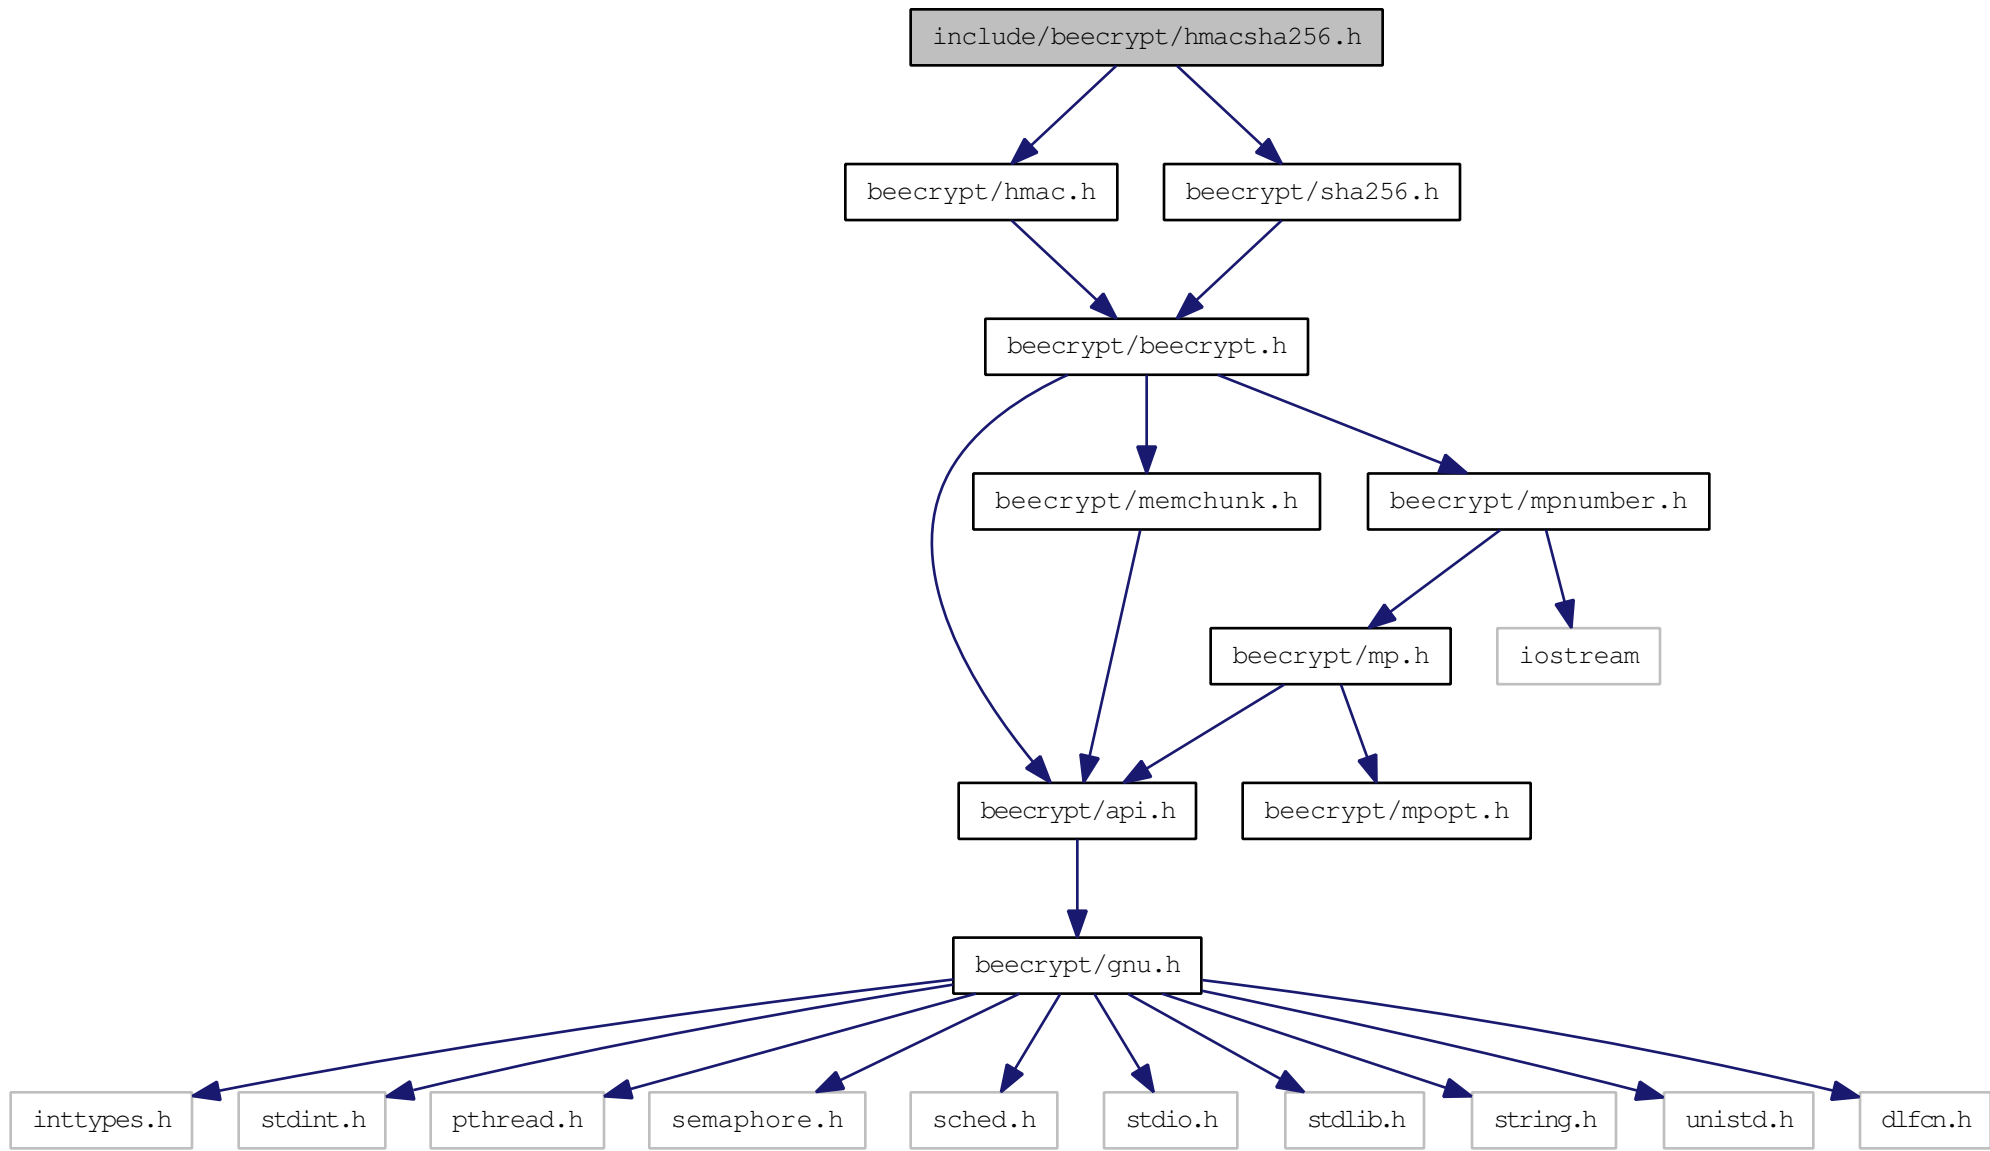 include/beecrypt/hmacsha256.h
beecrypt/hmac.h
beecrypt/sha256.h
beecrypt/beecrypt.h
beecrypt/memchunk.h
beecrypt/mpnumber.h
beecrypt/mp.h
iostream
beecrypt/api.h
beecrypt/mpopt.h
beecrypt/gnu.h
inttypes.h
stdint.h
pthread.h
semaphore.h
sched.h
stdio.h
stdlib.h
string.h
unistd.h
dlfcn.h